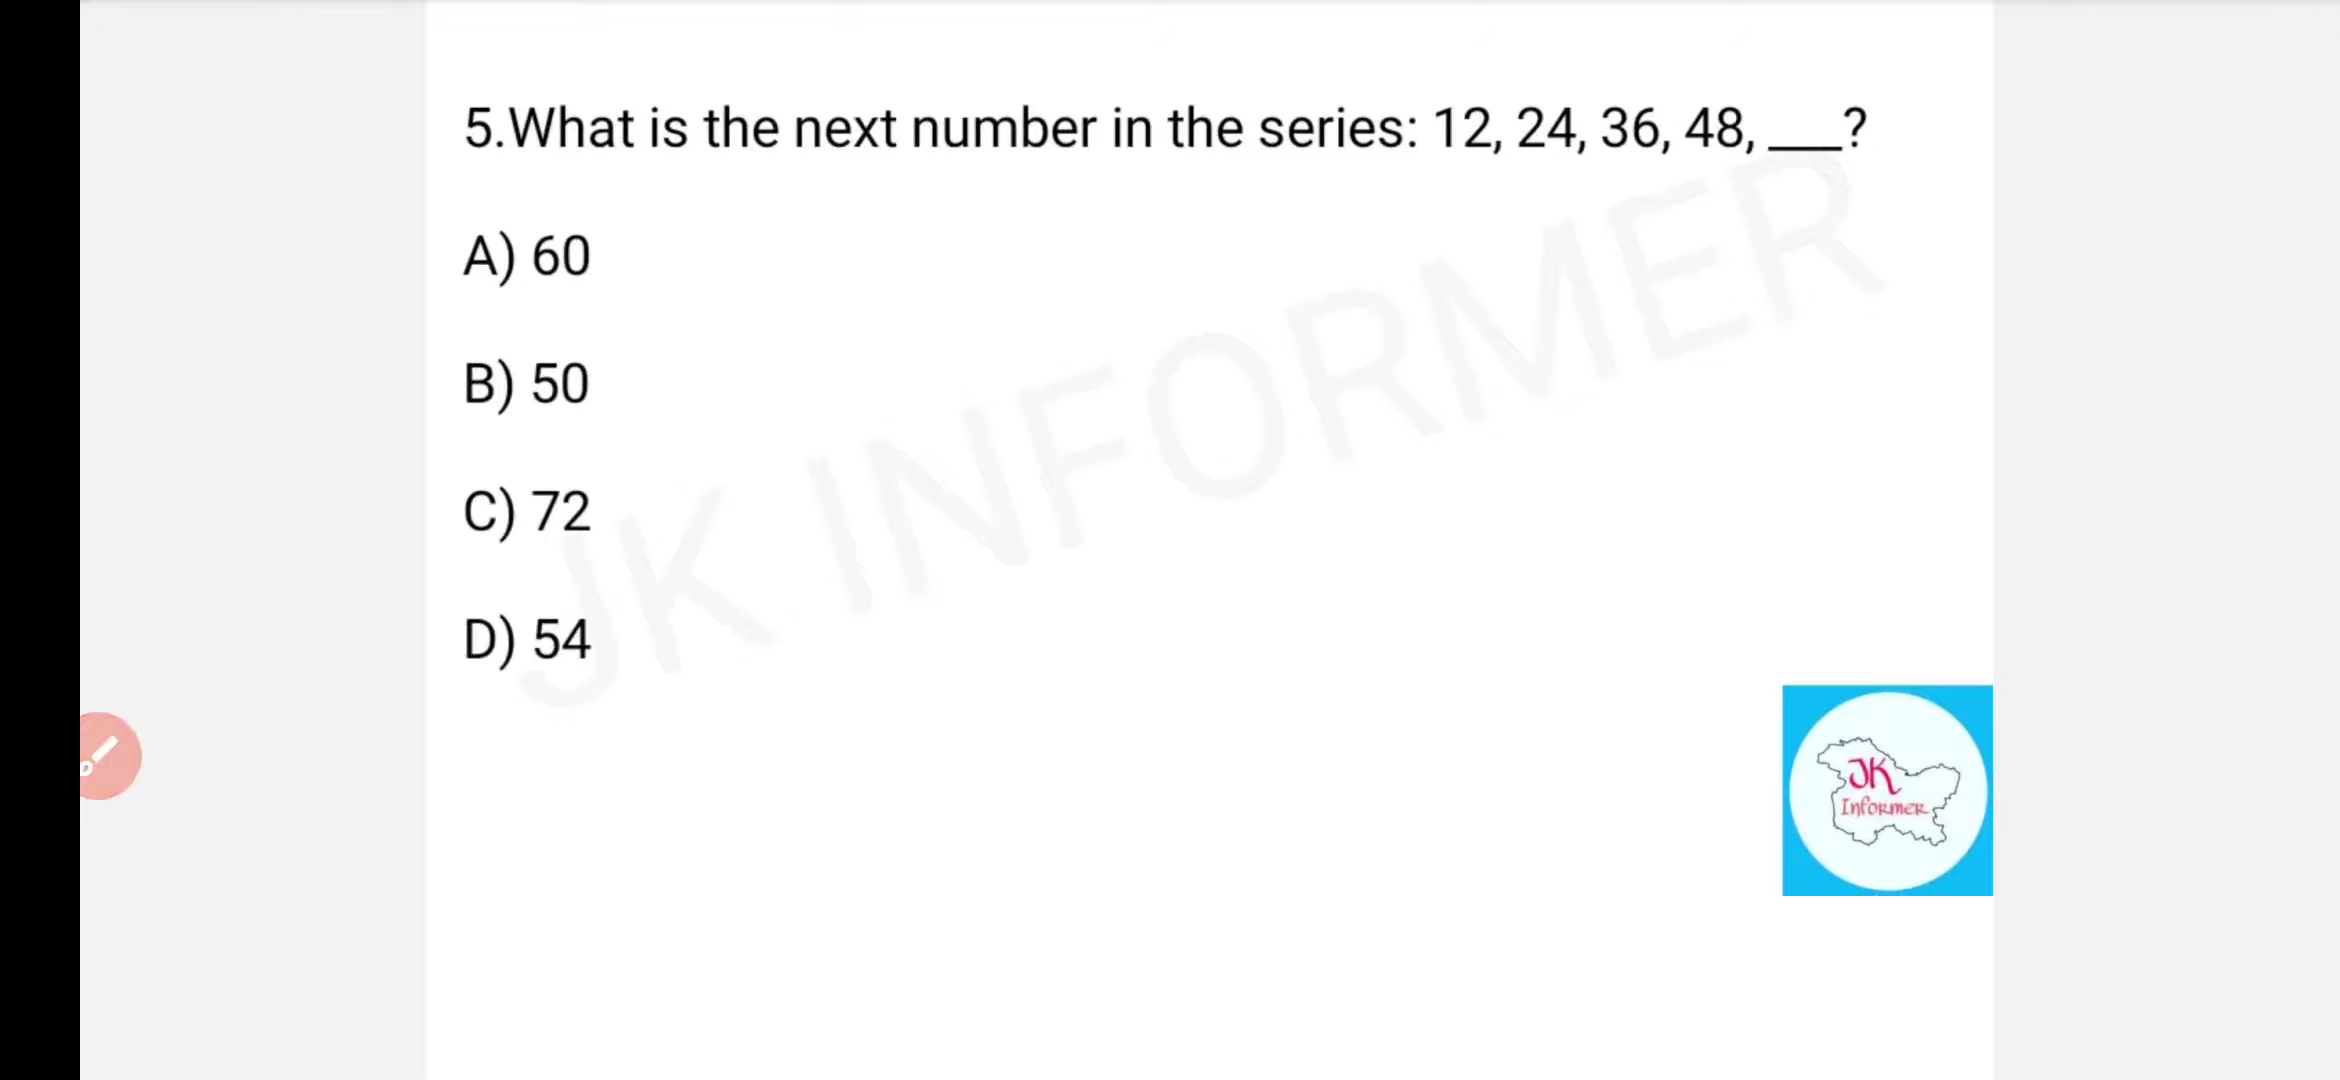 5.What is the next number in the series: 12, 24, 36, 48, ___?
A) 60
B) 50
C) 72
D) 54
JK INFORMER
JK
Informer